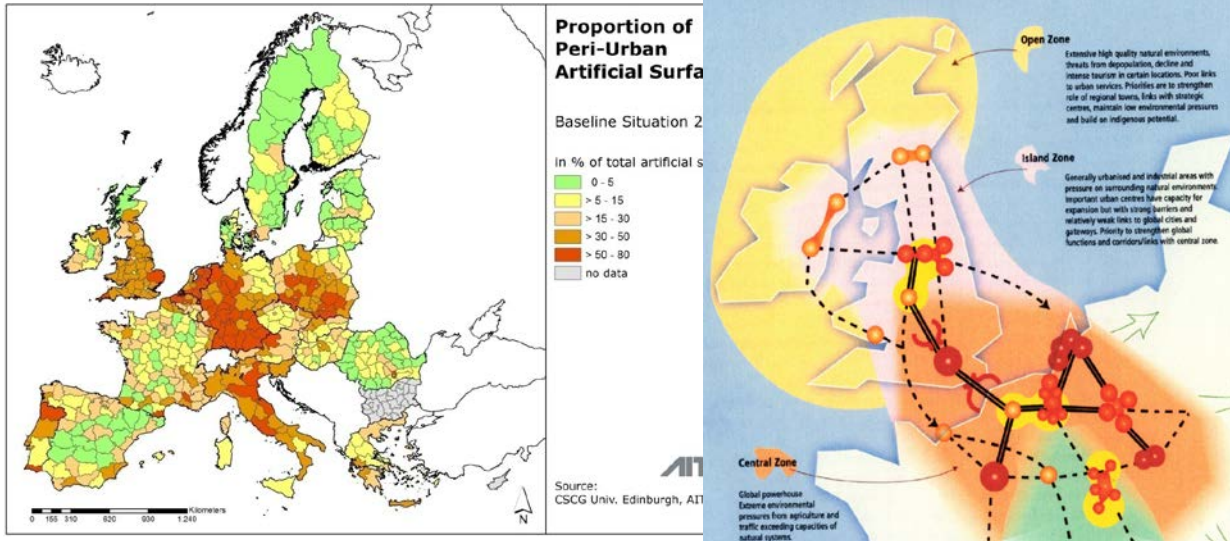 Proportion of
Peri-Urban
Artificial Surfa
Baseline Situation 2
in % of total artificial s
0 - 5
> 5 - 15
> 15 - 30
> 30 - 50
> 50 - 80
no data
Source:
CSCG Univ. Edinburgh, AIT
AIT
Kilometers
0 155 310 620 930 1.240
N
Open Zone
Extensive high quality natural environments,
threats from depopulation, decline and
intense tourism in certain locations. Poor links
to urban services. Priorities are to strengthen
role of regional towns, links with strategic
centres, maintain low environmental pressures
and build on indigenous potential.
Island Zone
Generally urbanised and industrial areas with
pressure on surrounding natural environments.
Important urban centres have capacity for
expansion but with strong barriers and
relatively weak links to global cities and
gateways. Priority to strengthen global
functions and corridors/links with central zone.
Central Zone
Global powerhouse
Extreme environmental
pressures from agriculture and
traffic exceeding capacities of
natural systems.